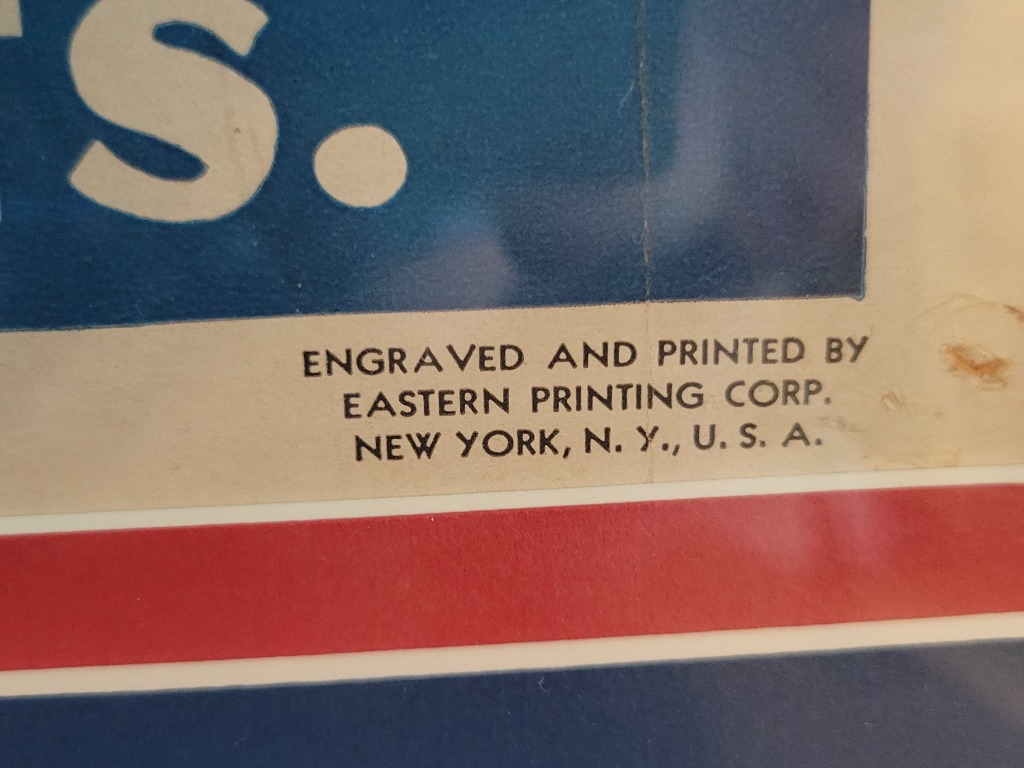 S.
ENGRAVED AND PRINTED BY
EASTERN PRINTING CORP.
NEW YORK, N. Y., U. S. A.